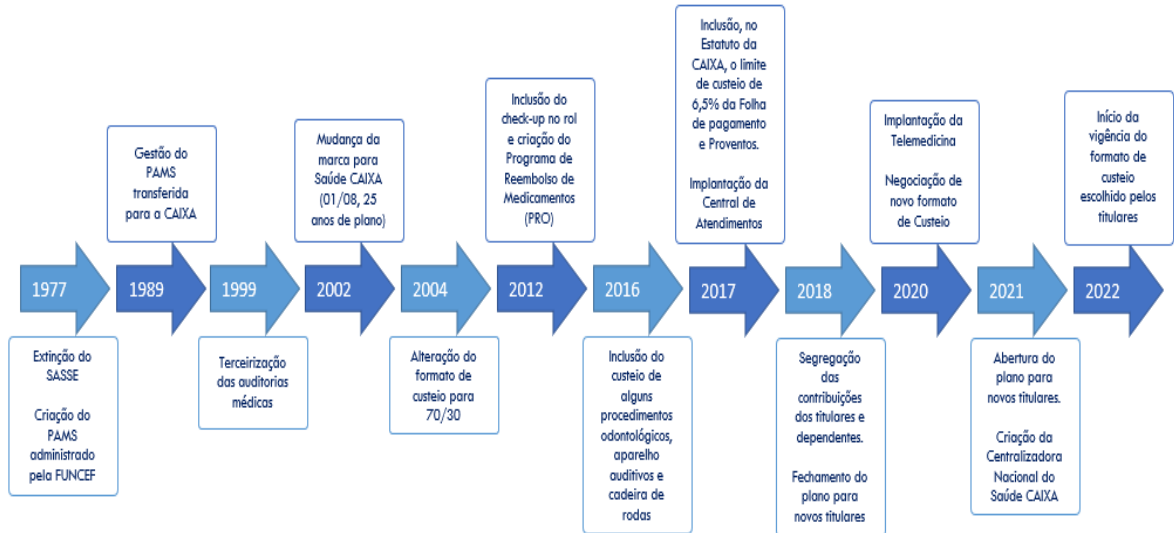 1977
Extinção do
SASSE
Criação do
PAMS
administrado
pela FUNCEF
Gestão do
PAMS
transferida
para a CAIXA
1989
1999
Terceirização
das auditorias
médicas
Mudança da
marca para
Saúde CAIXA
(01/08, 25
anos de plano)
2002
2004
Alteração do
formato de
custeio para
70/30
Inclusão do
check-up no rol
e criação do
Programa de
Reembolso de
Medicamentos
(PRO)
2012
2016
Inclusão do
custeio de
alguns
procedimentos
odontológicos,
aparelho
auditivos e
cadeira de
rodas
Inclusão, no
Estatuto da
CAIXA, o limite
de custeio de
6,5% da Folha
de pagamento
e Proventos.
Implantação da
Central de
Atendimentos
2017
2018
Segregação
das
contribuições
dos titulares e
dependentes.
Fechamento do
plano para
novos titulares
Implantação da
Telemedicina
Negociação de
novo formato
de Custeio
2020
2021
Abertura do
plano para
novos titulares.
Criação da
Centralizadora
Nacional do
Saúde CAIXA
Início da
vigência do
formato de
custeio
escolhido pelos
titulares
2022